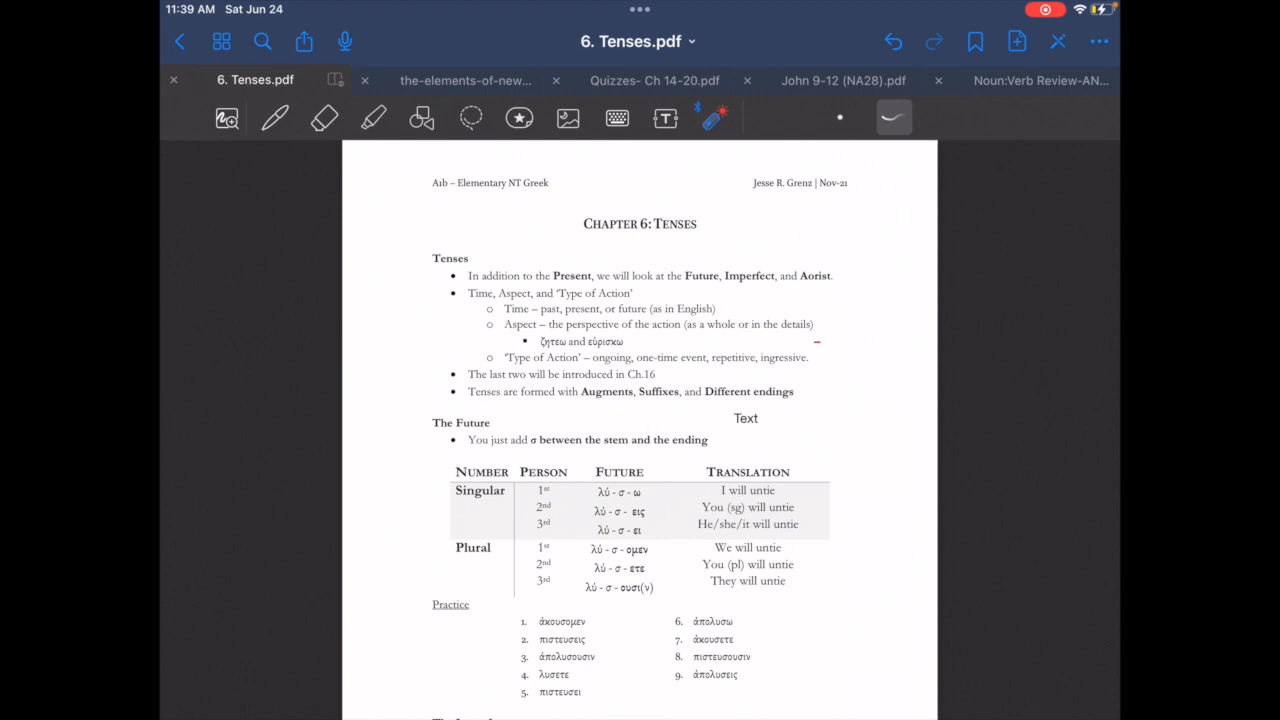 11:39 AM Sat Jun 24
6. Tenses.pdf
6. Tenses.pdf
the-elements-of-new...
Quizzes- Ch 14-20.pdf
John 9-12 (NA28).pdf
Noun:Verb Review-AN...
A1b – Elementary NT Greek Jesse R. Grenz | Nov-21
CHAPTER 6: TENSES
Tenses
• In addition to the Present, we will look at the Future, Imperfect, and Aorist.
• Time, Aspect, and ‘Type of Action’
o Time – past, present, or future (as in English)
o Aspect – the perspective of the action (as a whole or in the details)
▪ ζητεω and εὑρισκω
o ‘Type of Action’ – ongoing, one-time event, repetitive, ingressive.
• The last two will be introduced in Ch.16
• Tenses are formed with Augments, Suffixes, and Different endings
Text
The Future
• You just add σ between the stem and the ending
NUMBER PERSON FUTURE TRANSLATION
Singular 1st λύ - σ - ω I will untie
2nd λύ - σ - εις You (sg) will untie
3rd λύ - σ - ει He/she/it will untie
Plural 1st λύ - σ - ομεν We will untie
2nd λύ - σ - ετε You (pl) will untie
3rd λύ - σ - ουσι(ν) They will untie
Practice
1. ἀκουσομεν
2. πιστευσεις
3. ἀπολυσουσιν
4. λυσετε
5. πιστευσει
6. ἀπολυσω
7. ἀκουσετε
8. πιστευσουσιν
9. ἀπολυσεις